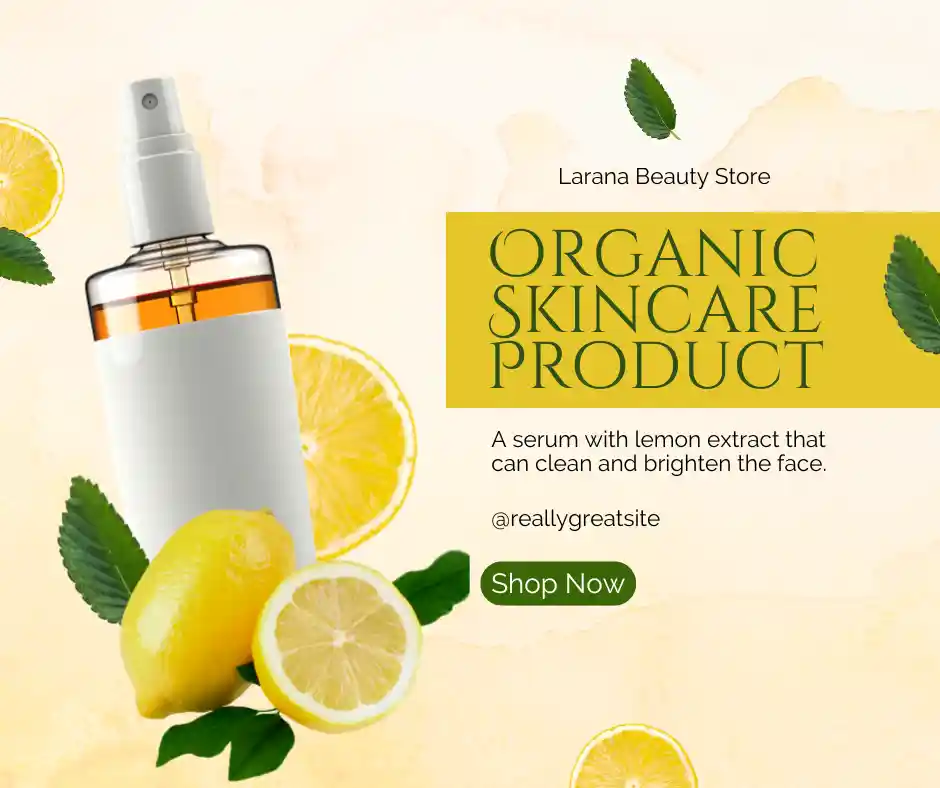 Larana Beauty Store
Organic
Skincare
Product
A serum with lemon extract that
can clean and brighten the face.
@reallygreatsite
Shop Now